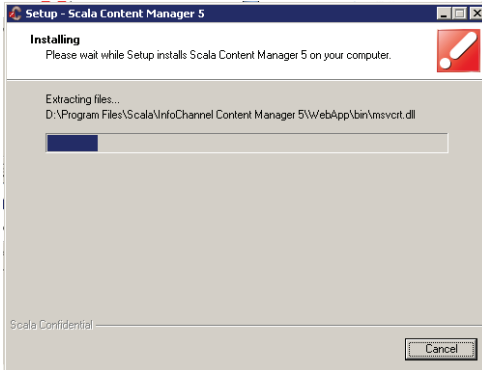 Setup - Scala Content Manager 5
Installing
Please wait while Setup installs Scala Content Manager 5 on your computer.
Extracting files...
D:\Program Files\Scala\InfoChannel Content Manager 5\WebApp\bin\msvcrt.dll
Scala Confidential
Cancel